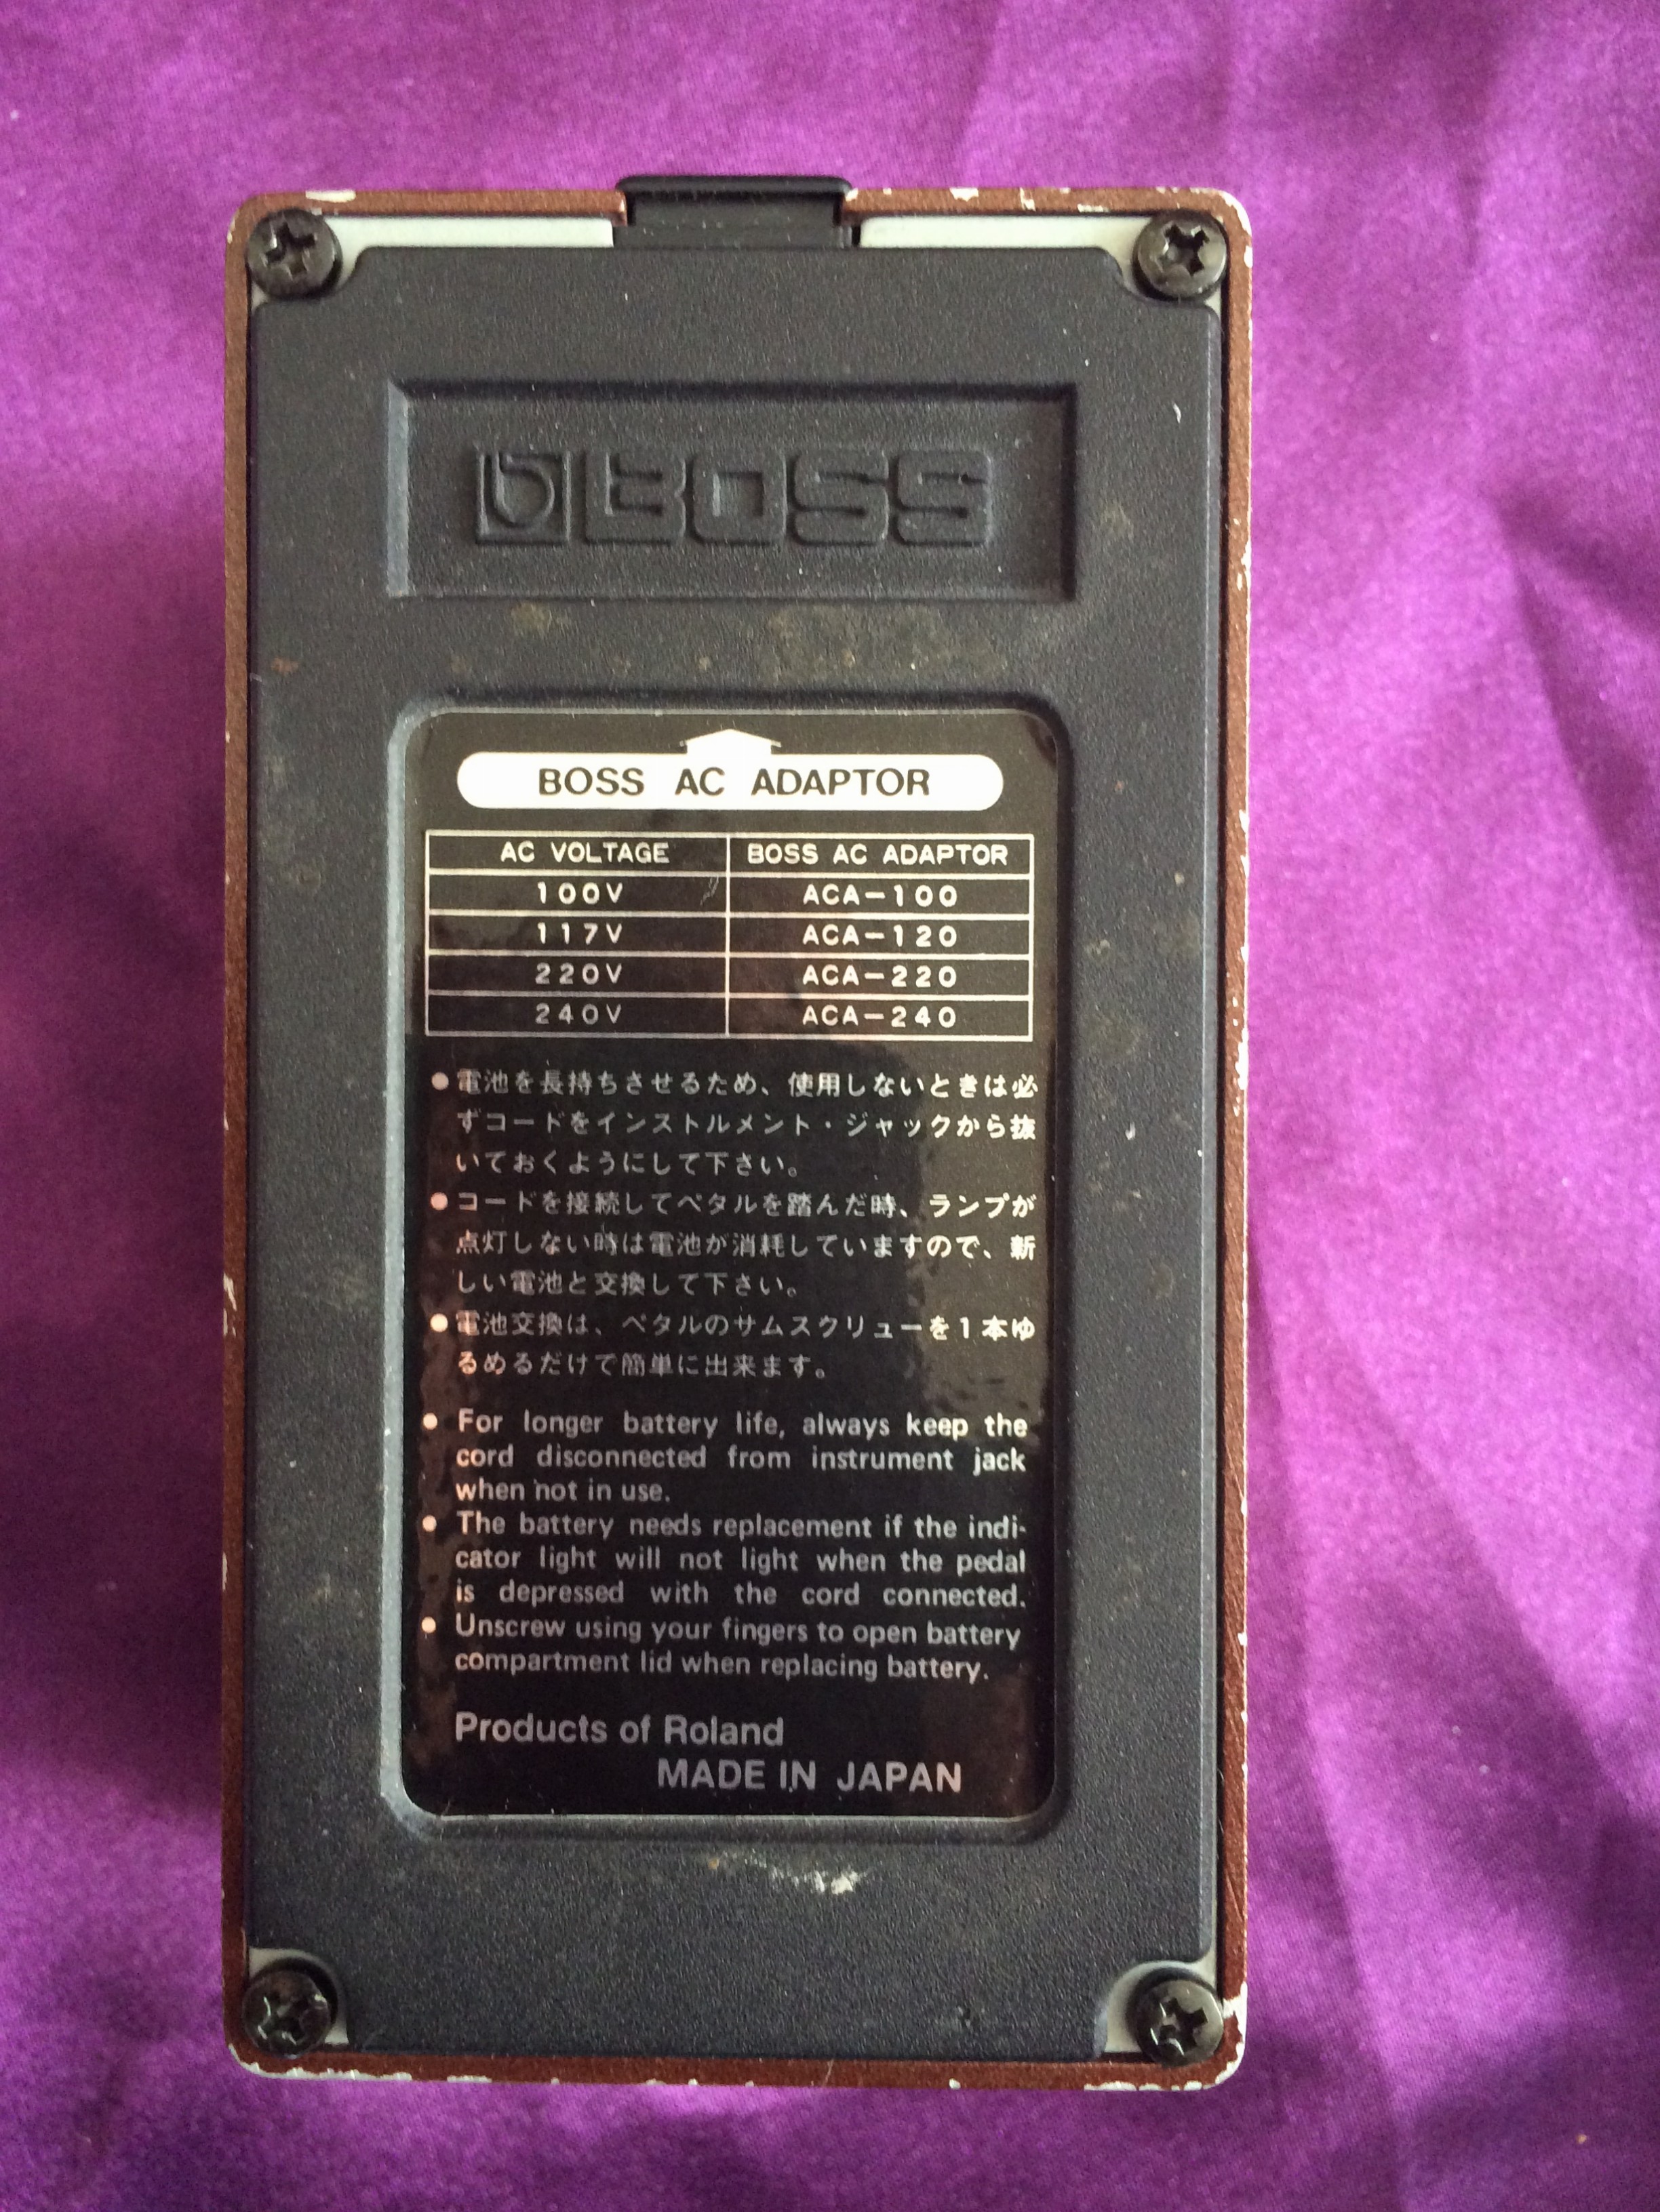 BOSS
BOSS AC ADAPTOR
AC VOLTAGE BOSS AC ADAPTOR
100V ACA-100
117V ACA-120
220V ACA-220
240V ACA-240
●電池を長持ちさせるため、使用しないときは必
ずコードをインストルメント・ジャックから抜
いておくようにして下さい。
●コードを接続してペタルを踏んだ時、ランプが
点灯しない時は電池が消耗していますので、新
しい電池と交換して下さい。
●電池交換は、ペタルのサムスクリューを1本ゆ
るめるだけで簡単に出来ます。
● For longer battery life, always keep the
cord disconnected from instrument jack
when not in use.
● The battery needs replacement if the indi-
cator light will not light when the pedal
is depressed with the cord connected.
● Unscrew using your fingers to open battery
compartment lid when replacing battery.
Products of Roland
MADE IN JAPAN